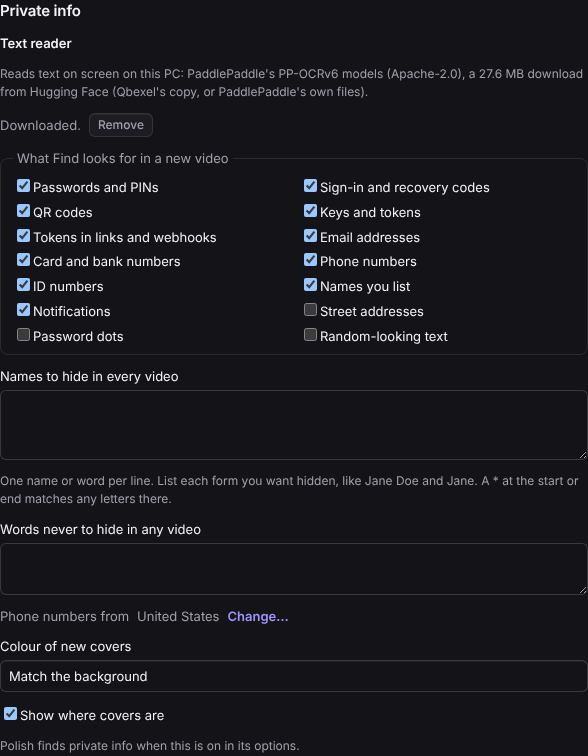 Private info
Text reader
Reads text on screen on this PC: PaddlePaddle's PP-OCRv6 models (Apache-2.0), a 27.6 MB download
from Hugging Face (Qbexel's copy, or PaddlePaddle's own files).
Downloaded. Remove
What Find looks for in a new video
Passwords and PINs
Sign-in and recovery codes
QR codes
Keys and tokens
Tokens in links and webhooks
Email addresses
Card and bank numbers
Phone numbers
ID numbers
Names you list
Notifications
Street addresses
Password dots
Random-looking text
Names to hide in every video
One name or word per line. List each form you want hidden, like Jane Doe and Jane. A * at the start or
end matches any letters there.
Words never to hide in any video
Phone numbers from United States Change...
Colour of new covers
Match the background
Show where covers are
Polish finds private info when this is on in its options.